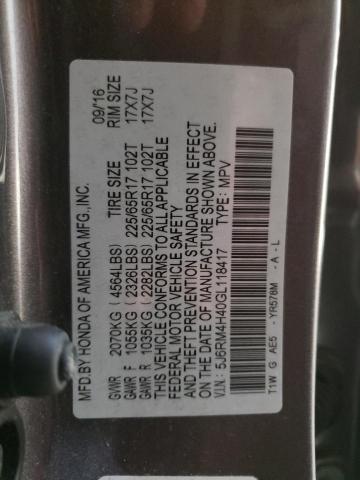 MFD.BY HONDA OF AMERICA MFG.,INC. 09/16
TIRE SIZE RIM SIZE
GVWR 2070KG ( 4564LBS)
GAWR F 1055KG ( 2326LBS) 225/65R17 102T 17X7J
GAWR R 1035KG ( 2282LBS) 225/65R17 102T 17X7J
THIS VEHICLE CONFORMS TO ALL APPLICABLE
FEDERAL MOTOR VEHICLE SAFETY
AND THEFT PREVENTION STANDARDS IN EFFECT
ON THE DATE OF MANUFACTURE SHOWN ABOVE.
V.I.N.: 5J6RM4H40GL118417 TYPE: MPV
T1W G AE5 - YR578M - A - L